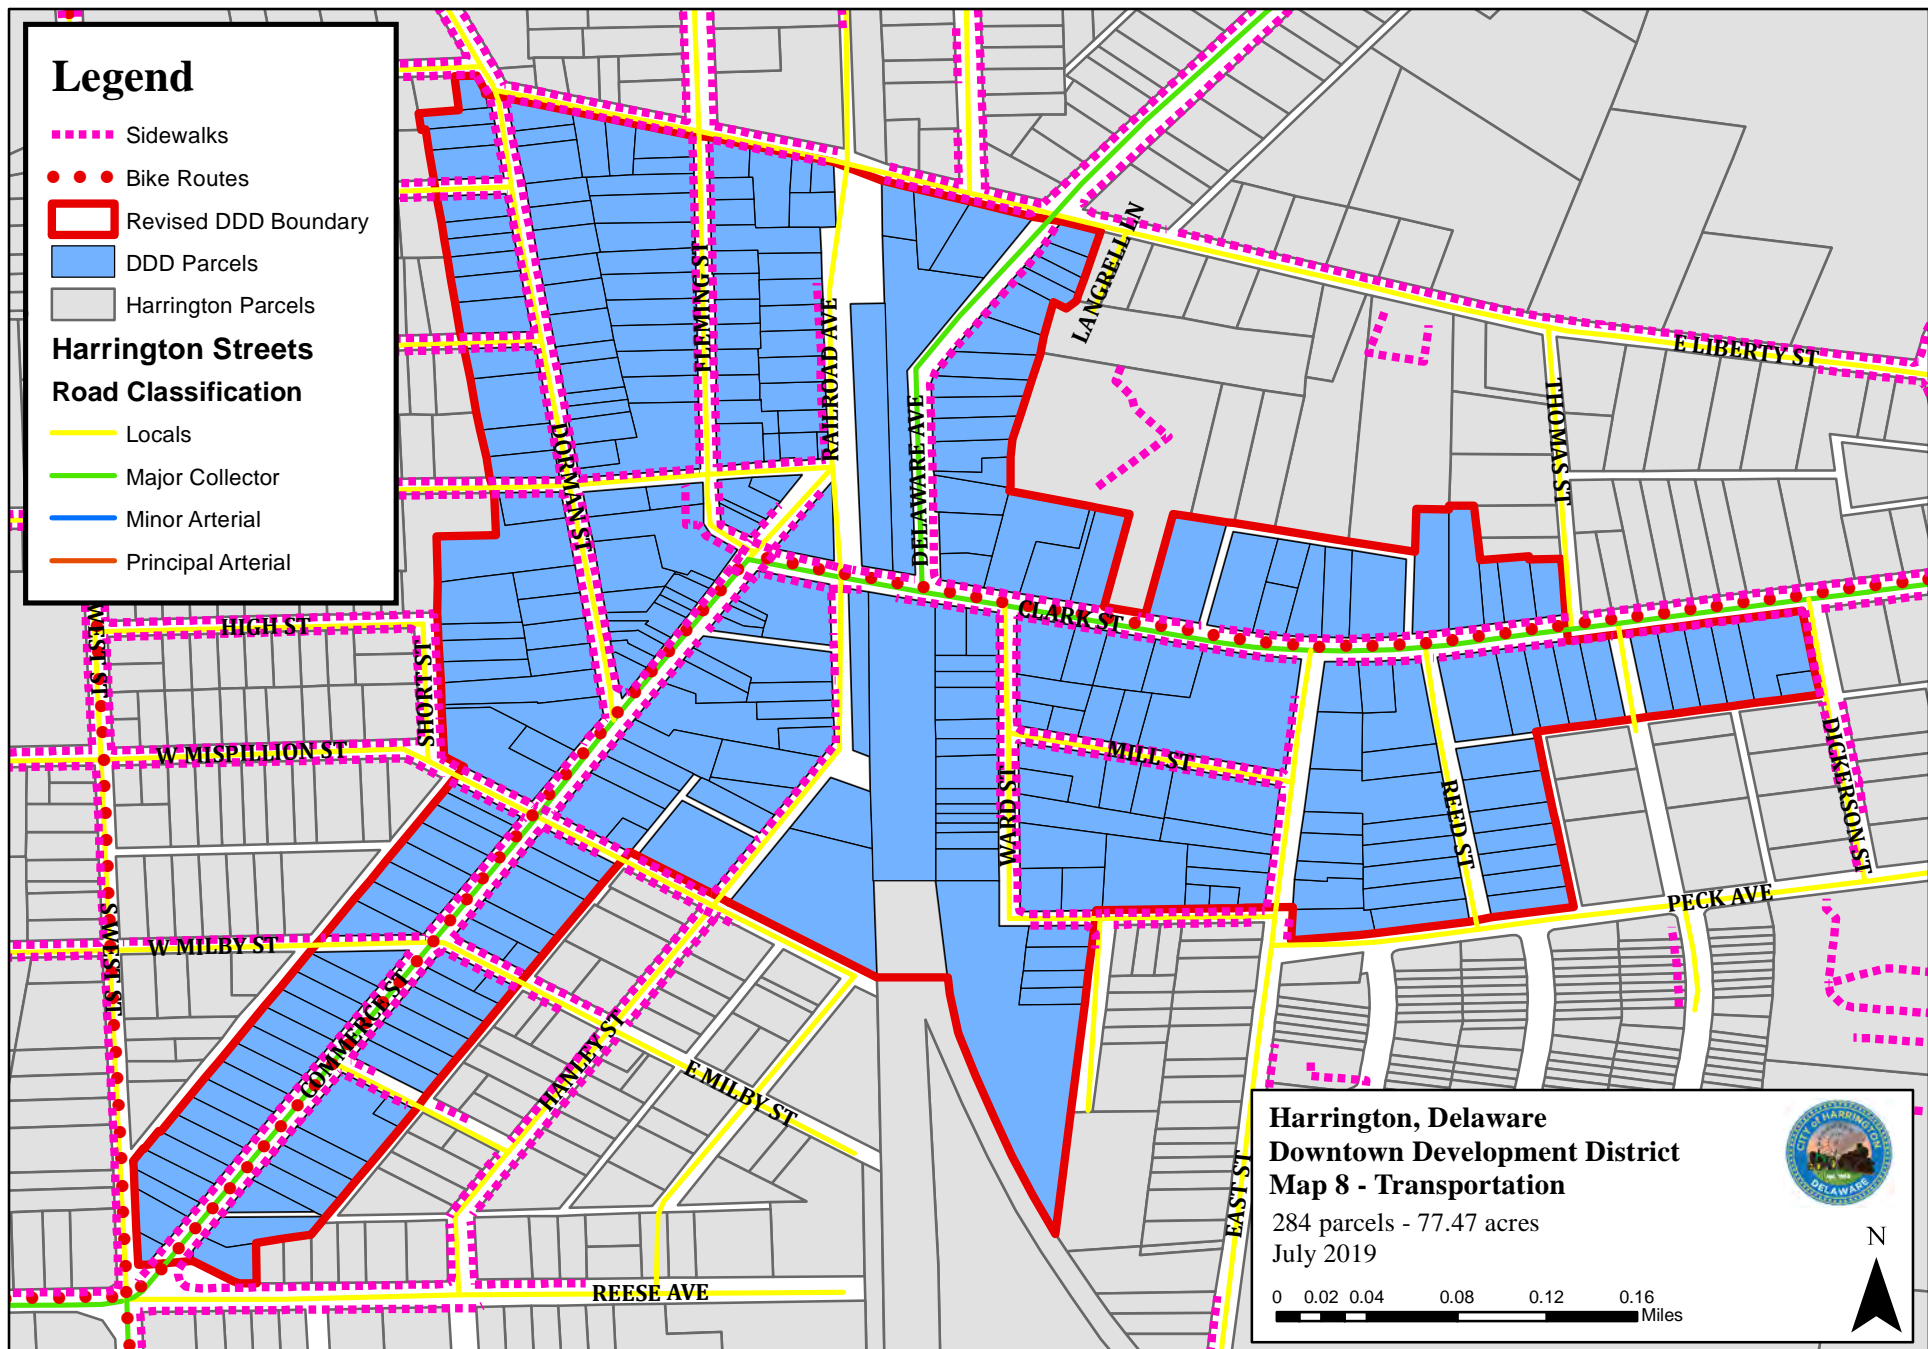 Legend
Sidewalks
Bike Routes
Revised DDD Boundary
DDD Parcels
Harrington Parcels
Harrington Streets
Road Classification
Locals
Major Collector
Minor Arterial
Principal Arterial
FLEMING ST
RAILROAD AVE
DELAWARE AVE
LANGRELL LN
E LIBERTY ST
THOMAS ST
DORMAN ST
CLARK ST
WEST ST
HIGH ST
SHORT ST
W MISPILLION ST
WARD ST
MILL ST
REED ST
DICKERSON ST
PECK AVE
S WEST ST
W MILBY ST
COMMERCE ST
HANLEY ST
E MILBY ST
EAST ST
REESE AVE
Harrington, Delaware
Downtown Development District
Map 8 - Transportation
284 parcels - 77.47 acres
July 2019
0 0.02 0.04 0.08 0.12 0.16
Miles
CITY of HARRINGTON
DELAWARE
N